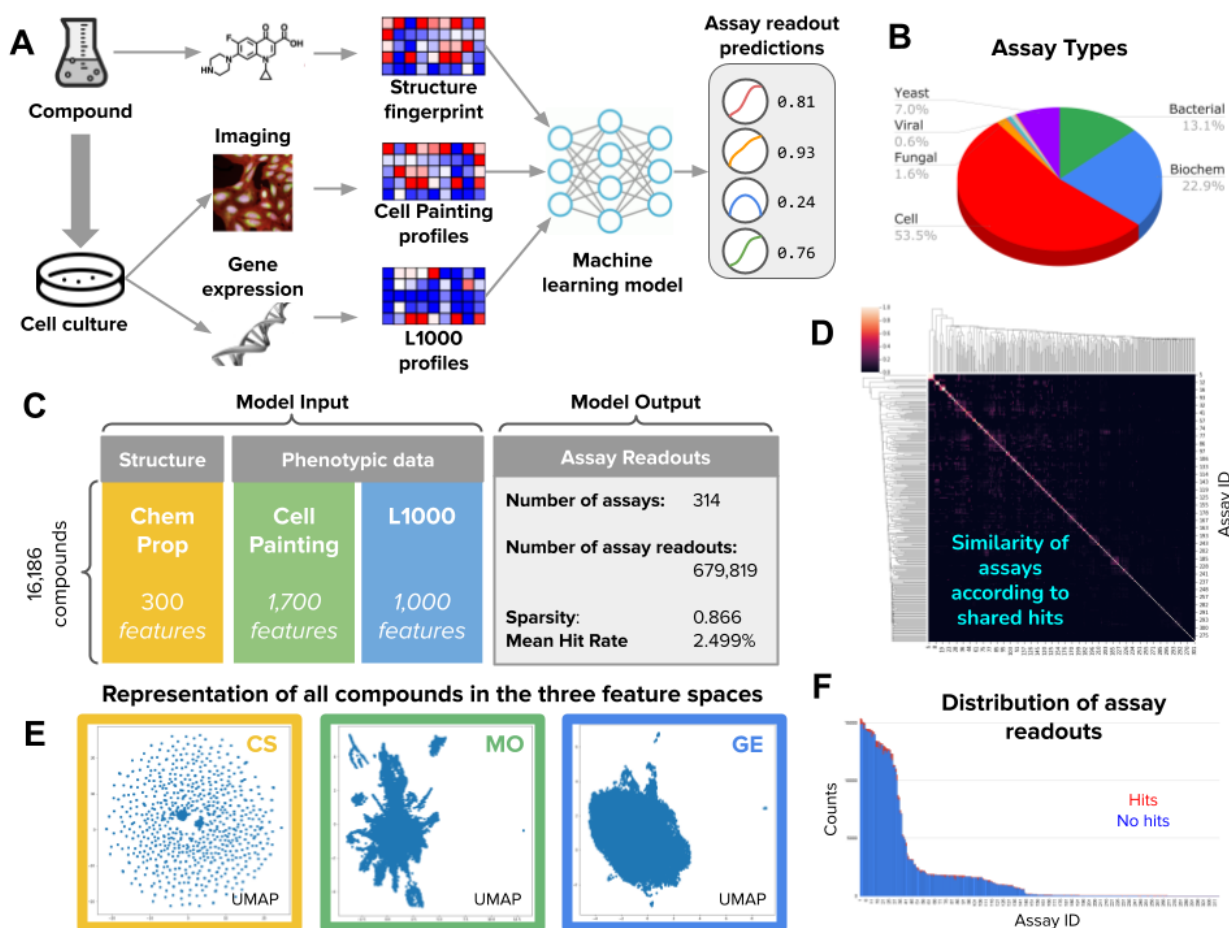 A
Compound
F
O
O
OH
N
N
HN
Structure
fingerprint
Imaging
Cell Painting
profiles
Gene
expression
Cell culture
L1000
profiles
Machine
learning model
Assay readout
predictions
0.81
0.93
0.24
0.76
B
Assay Types
Yeast
7.0%
Viral
0.6%
Fungal
1.6%
Cell
53.5%
Bacterial
13.1%
Biochem
22.9%
C
Model Input
Model Output
Structure
Phenotypic data
Assay Readouts
16,186
compounds
Chem
Prop
300
features
Cell
Painting
1,700
features
L1000
1,000
features
Number of assays: 314
Number of assay readouts:
679,819
Sparsity: 0.866
Mean Hit Rate 2.499%
D
Similarity of
assays
according to
shared hits
Assay ID
Representation of all compounds in the three feature spaces
E
CS
UMAP
MO
UMAP
GE
UMAP
F
Distribution of assay
readouts
Hits
No hits
Counts
Assay ID